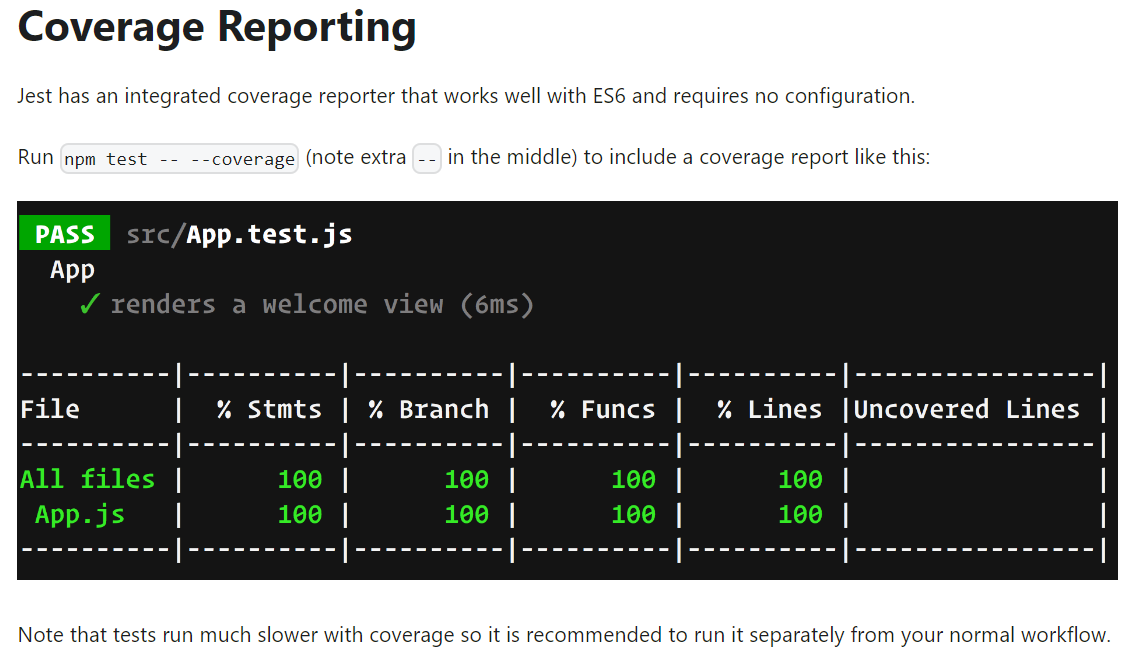 Coverage Reporting
Jest has an integrated coverage reporter that works well with ES6 and requires no configuration.
Run npm test -- --coverage (note extra -- in the middle) to include a coverage report like this:
PASS src/App.test.js
App
✓ renders a welcome view (6ms)
----------|----------|----------|----------|----------|----------------|
File      |  % Stmts | % Branch |  % Funcs |  % Lines |Uncovered Lines |
----------|----------|----------|----------|----------|----------------|
All files |      100 |      100 |      100 |      100 |                |
 App.js   |      100 |      100 |      100 |      100 |                |
----------|----------|----------|----------|----------|----------------|
Note that tests run much slower with coverage so it is recommended to run it separately from your normal workflow.